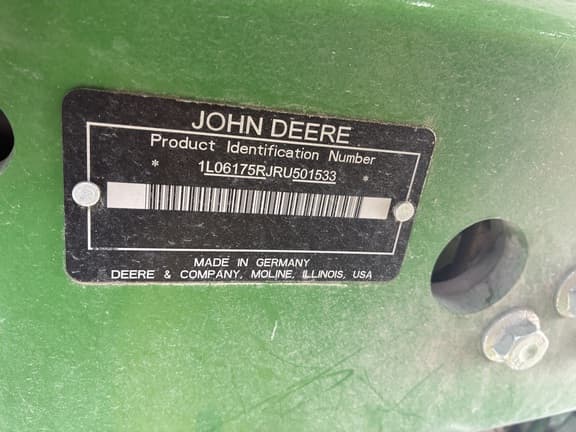 JOHN DEERE
Product Identification Number
* 1L06175RJRU501533 *
MADE IN GERMANY
DEERE & COMPANY, MOLINE, ILLINOIS, USA